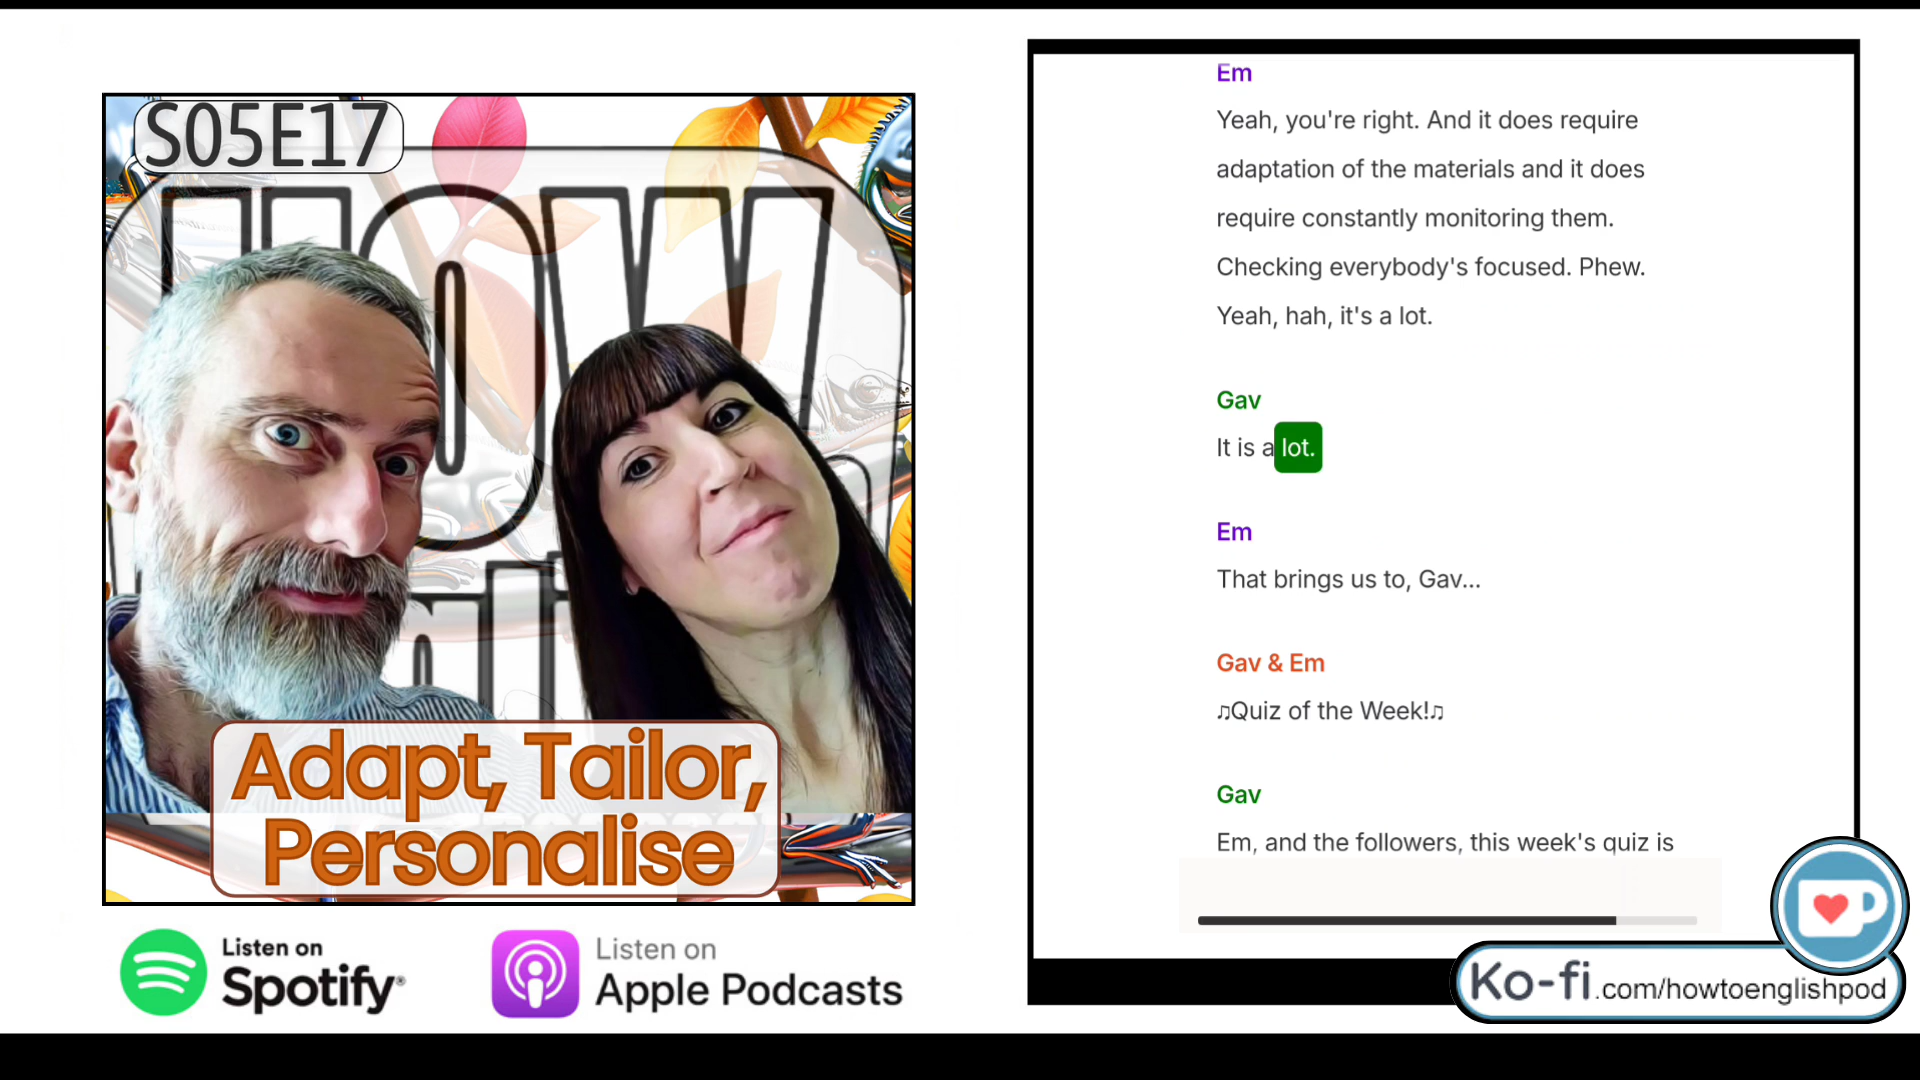 S05E17
HOW
Adapt, Tailor,
Personalise
Listen on
Spotify®
Listen on
Apple Podcasts
Em
Yeah, you're right. And it does require
adaptation of the materials and it does
require constantly monitoring them.
Checking everybody's focused. Phew.
Yeah, hah, it's a lot.
Gav
It is a lot.
Em
That brings us to, Gav...
Gav & Em
♫Quiz of the Week!♫
Gav
Em, and the followers, this week's quiz is
Ko-fi.com/howtoenglishpod